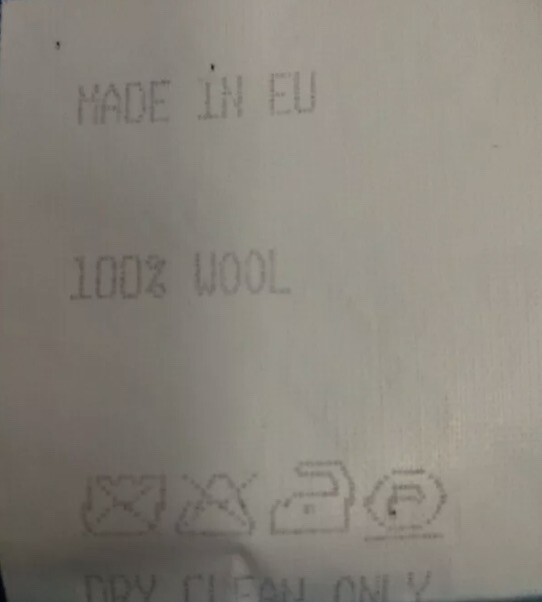 MADE IN EU
100% WOOL
P
DRY CLEAN ONLY